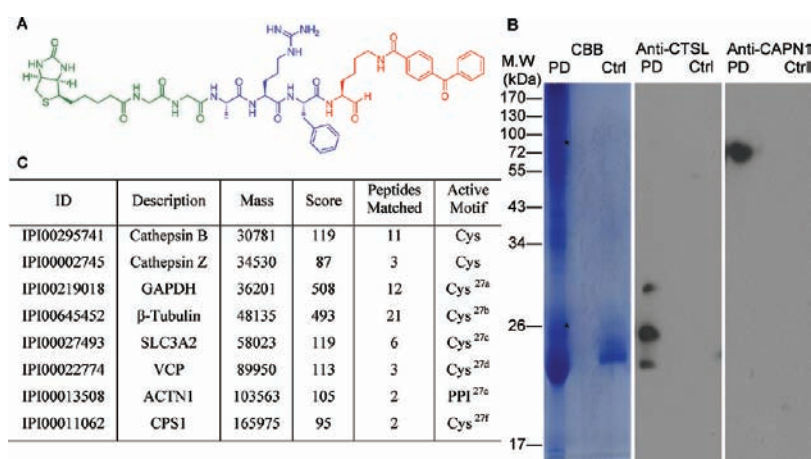 A
O
HN
NH
H
H
S
O
H
N
O
N
H
O
H
N
O
N
H
HN
NH2
NH
O
H
N
O
N
H
O
H
H
N
O
O
B
CBB
Anti-CTSL
Anti-CAPN1
M.W
(kDa)
PD
Ctrl
PD
Ctrl
PD
Ctrl
170
130
100
72
55
43
34
26
17
C
ID Description Mass Score Peptides Matched Active Motif
IPI00295741 Cathepsin B 30781 119 11 Cys
IPI00002745 Cathepsin Z 34530 87 3 Cys
IPI00219018 GAPDH 36201 508 12 Cys 27a
IPI00645452 β-Tubulin 48135 493 21 Cys 27b
IPI00027493 SLC3A2 58023 119 6 Cys 27c
IPI00022774 VCP 89950 113 3 Cys 27d
IPI00013508 ACTN1 103563 105 2 PPI 27e
IPI00011062 CPS1 165975 95 2 Cys 27f